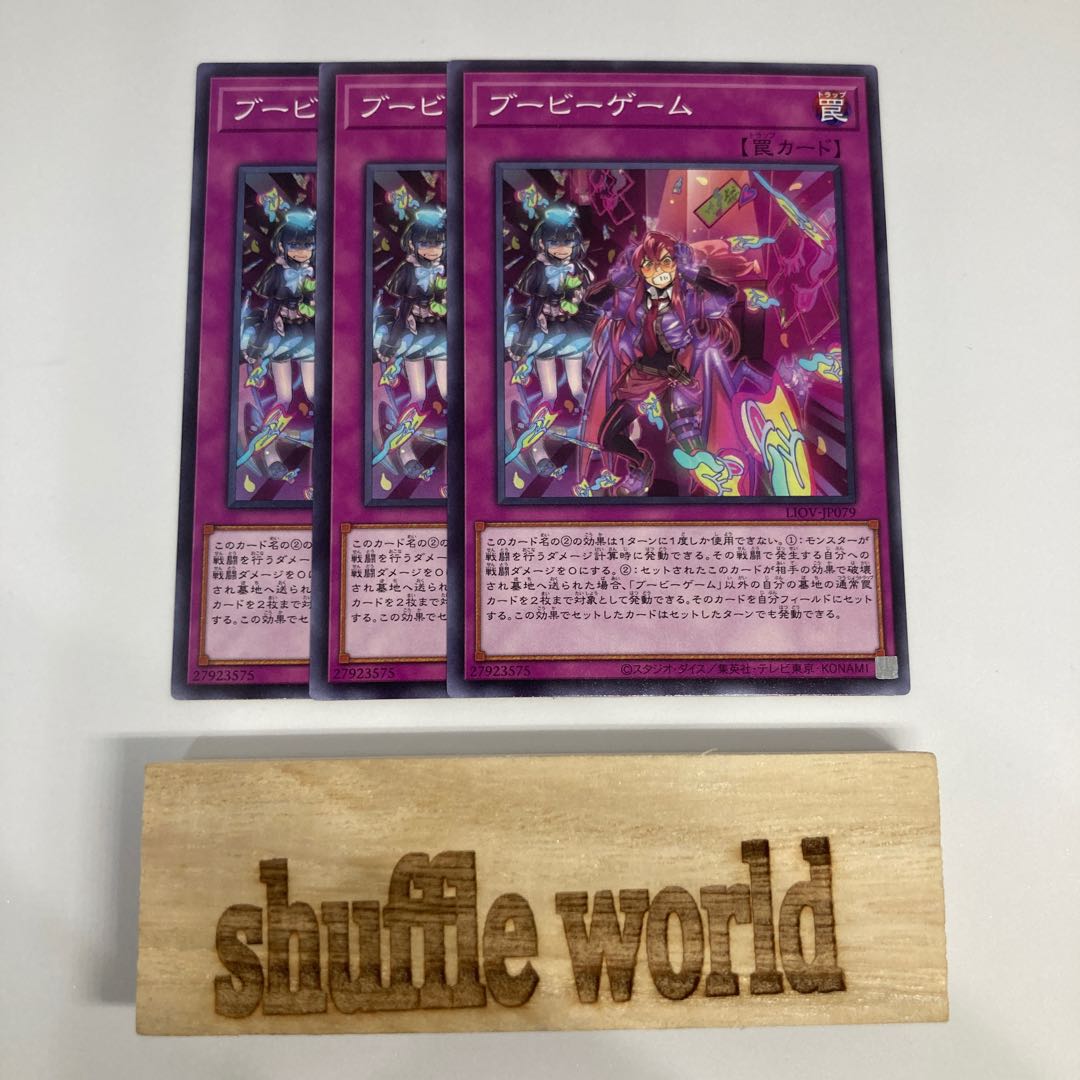 ブービ
ブービ
ブービーゲーム
トラップ
罠
トラップ
【罠カード】
LIOV-JP079
このカード名の②の
戦闘を行うダメージ
戦闘ダメージを0に
され墓地へ送られ
カードを2枚まで対
する。この効果でセ
27923575
このカード名の②の
戦闘を行うダメージ
戦闘ダメージを0に
され墓地へ送られ
カードを2枚まで対
する。この効果でセ
27923575
このカード名の②の効果は1ターンに1度しか使用できない。①:モンスターが
戦闘を行うダメージ計算時に発動できる。その戦闘で発生する自分への
戦闘ダメージを0にする。②:セットされたこのカードが相手の効果で破壊
され墓地へ送られた場合、「ブービーゲーム」以外の自分の墓地の通常罠
カードを2枚まで対象として発動できる。そのカードを自分フィールドにセット
する。この効果でセットしたカードはセットしたターンでも発動できる。
27923575
©スタジオ・ダイス/集英社・テレビ東京・KONAMI
shuffle world